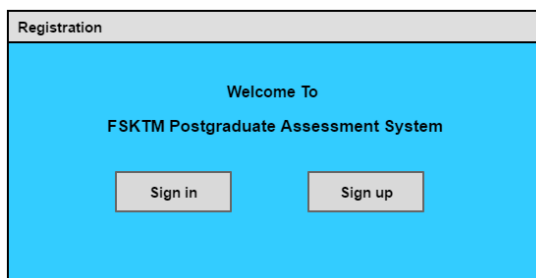 Registration
Welcome To
FSKTM Postgraduate Assessment System
Sign in
Sign up